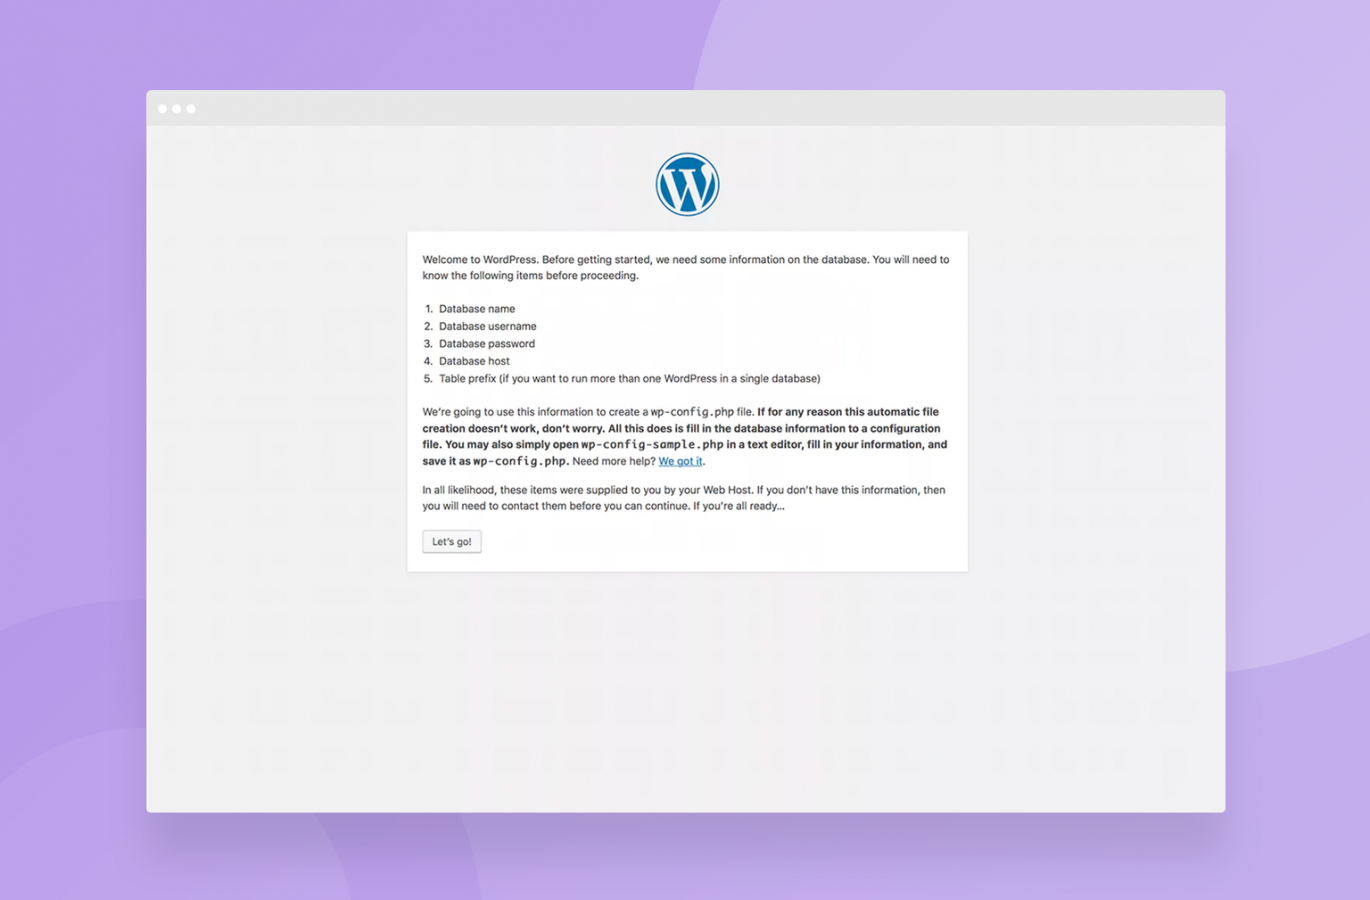 Welcome to WordPress. Before getting started, we need some information on the database. You will need to
know the following items before proceeding.
1. Database name
2. Database username
3. Database password
4. Database host
5. Table prefix (if you want to run more than one WordPress in a single database)
We’re going to use this information to create a wp-config.php file. If for any reason this automatic file
creation doesn’t work, don’t worry. All this does is fill in the database information to a configuration
file. You may also simply open wp-config-sample.php in a text editor, fill in your information, and
save it as wp-config.php. Need more help? We got it.
In all likelihood, these items were supplied to you by your Web Host. If you don’t have this information, then
you will need to contact them before you can continue. If you’re all ready...
Let’s go!